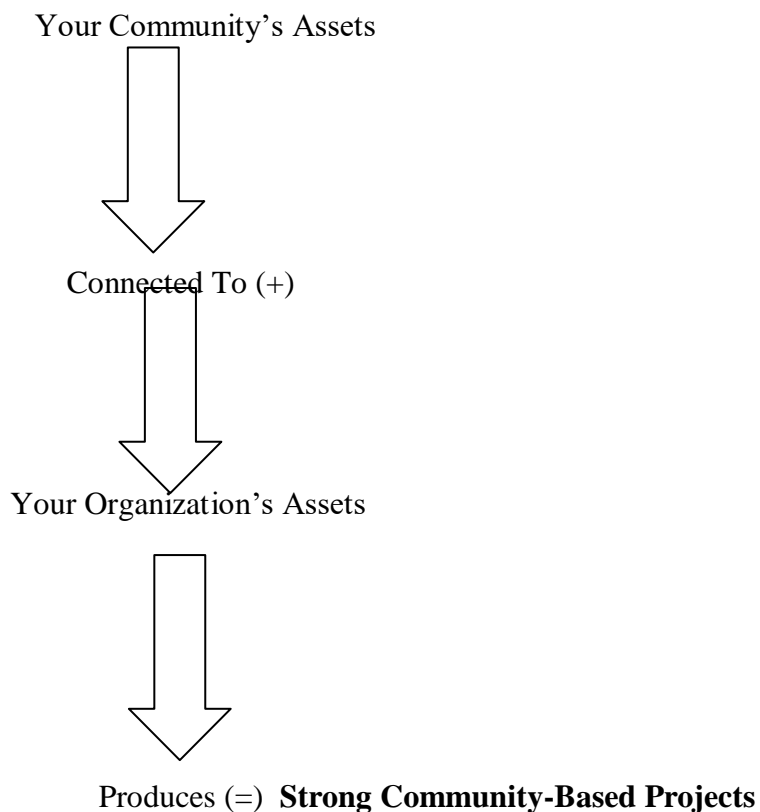 Your Community’s Assets
Connected To (+)
Your Organization’s Assets
Produces (=) Strong Community-Based Projects